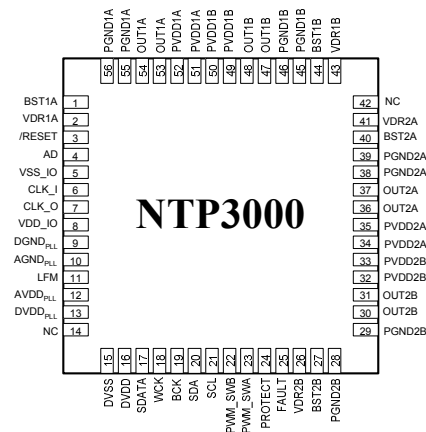 PGND1A
PGND1A
OUT1A
OUT1A
PVDD1A
PVDD1A
PVDD1B
PVDD1B
OUT1B
OUT1B
PGND1B
PGND1B
BST1B
VDR1B
56 55 54 53 52 51 50 49 48 47 46 45 44 43
BST1A 1
VDR1A 2
/RESET 3
AD 4
VSS_IO 5
CLK_I 6
CLK_O 7
VDD_IO 8
DGNDPLL 9
AGNDPLL 10
LFM 11
AVDDPLL 12
DVDDPLL 13
NC 14
NTP3000
42 NC
41 VDR2A
40 BST2A
39 PGND2A
38 PGND2A
37 OUT2A
36 OUT2A
35 PVDD2A
34 PVDD2A
33 PVDD2B
32 PVDD2B
31 OUT2B
30 OUT2B
29 PGND2B
15 16 17 18 19 20 21 22 23 24 25 26 27 28
DVSS
DVDD
SDATA
WCK
BCK
SDA
SCL
PWM_SWB
PWM_SWA
PROTECT
FAULT
VDR2B
BST2B
PGND2B